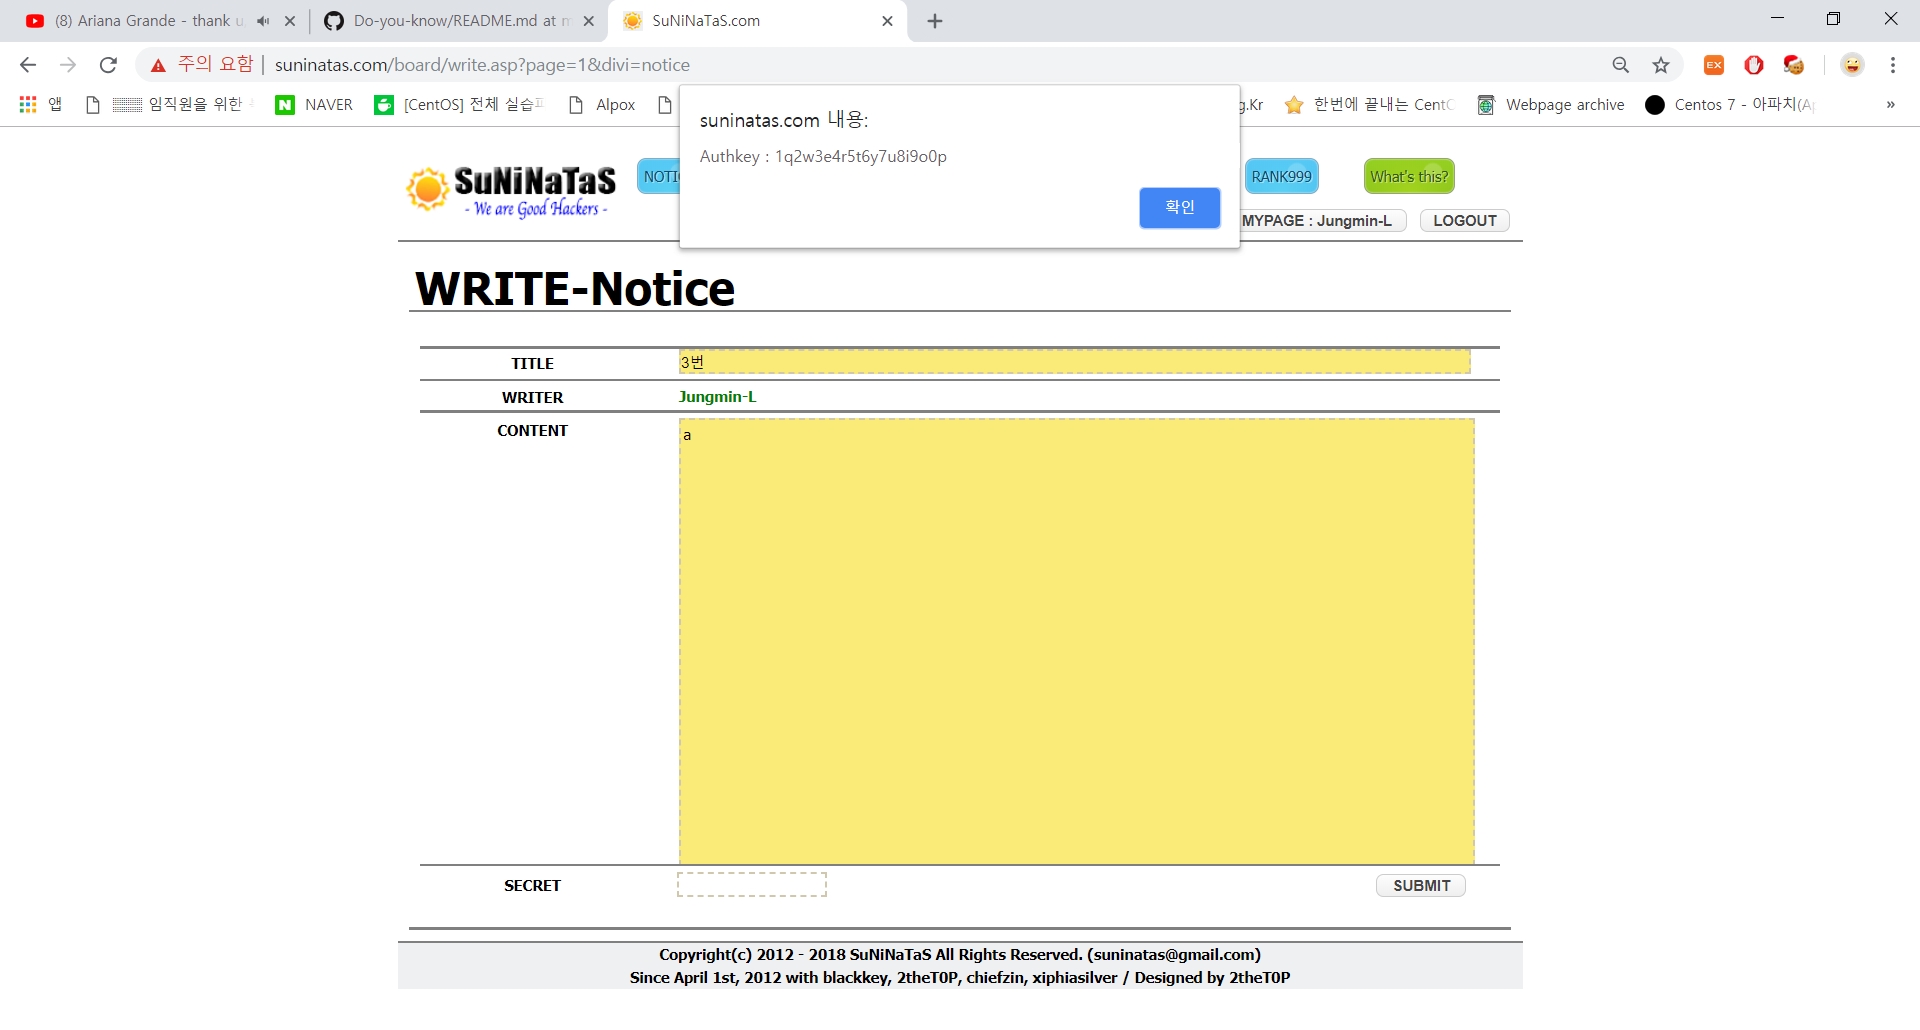 (8) Ariana Grande - thank u,
Do-you-know/README.md at m
SuNiNaTaS.com
주의 요함 | suninatas.com/board/write.asp?page=1&divi=notice
앱
임직원을 위한
NAVER
[CentOS] 전체 실습
Alpox
g.Kr
한번에 끝내는 CentO
Webpage archive
Centos 7 - 아파치(Ap
»
suninatas.com 내용:
Authkey : 1q2w3e4r5t6y7u8i9o0p
확인
SuNiNaTaS
- We are Good Hackers -
NOTI
RANK999
What's this?
MYPAGE : Jungmin-L
LOGOUT
WRITE-Notice
TITLE
3번
WRITER
Jungmin-L
CONTENT
a
SECRET
SUBMIT
Copyright(c) 2012 - 2018 SuNiNaTaS All Rights Reserved. (suninatas@gmail.com)
Since April 1st, 2012 with blackkey, 2theT0P, chiefzin, xiphiasilver / Designed by 2theT0P